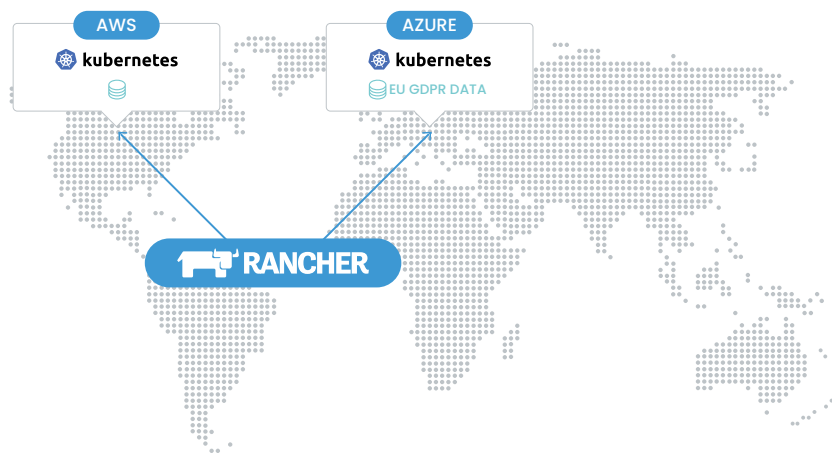 AWS
kubernetes
AZURE
kubernetes
EU GDPR DATA
RANCHER